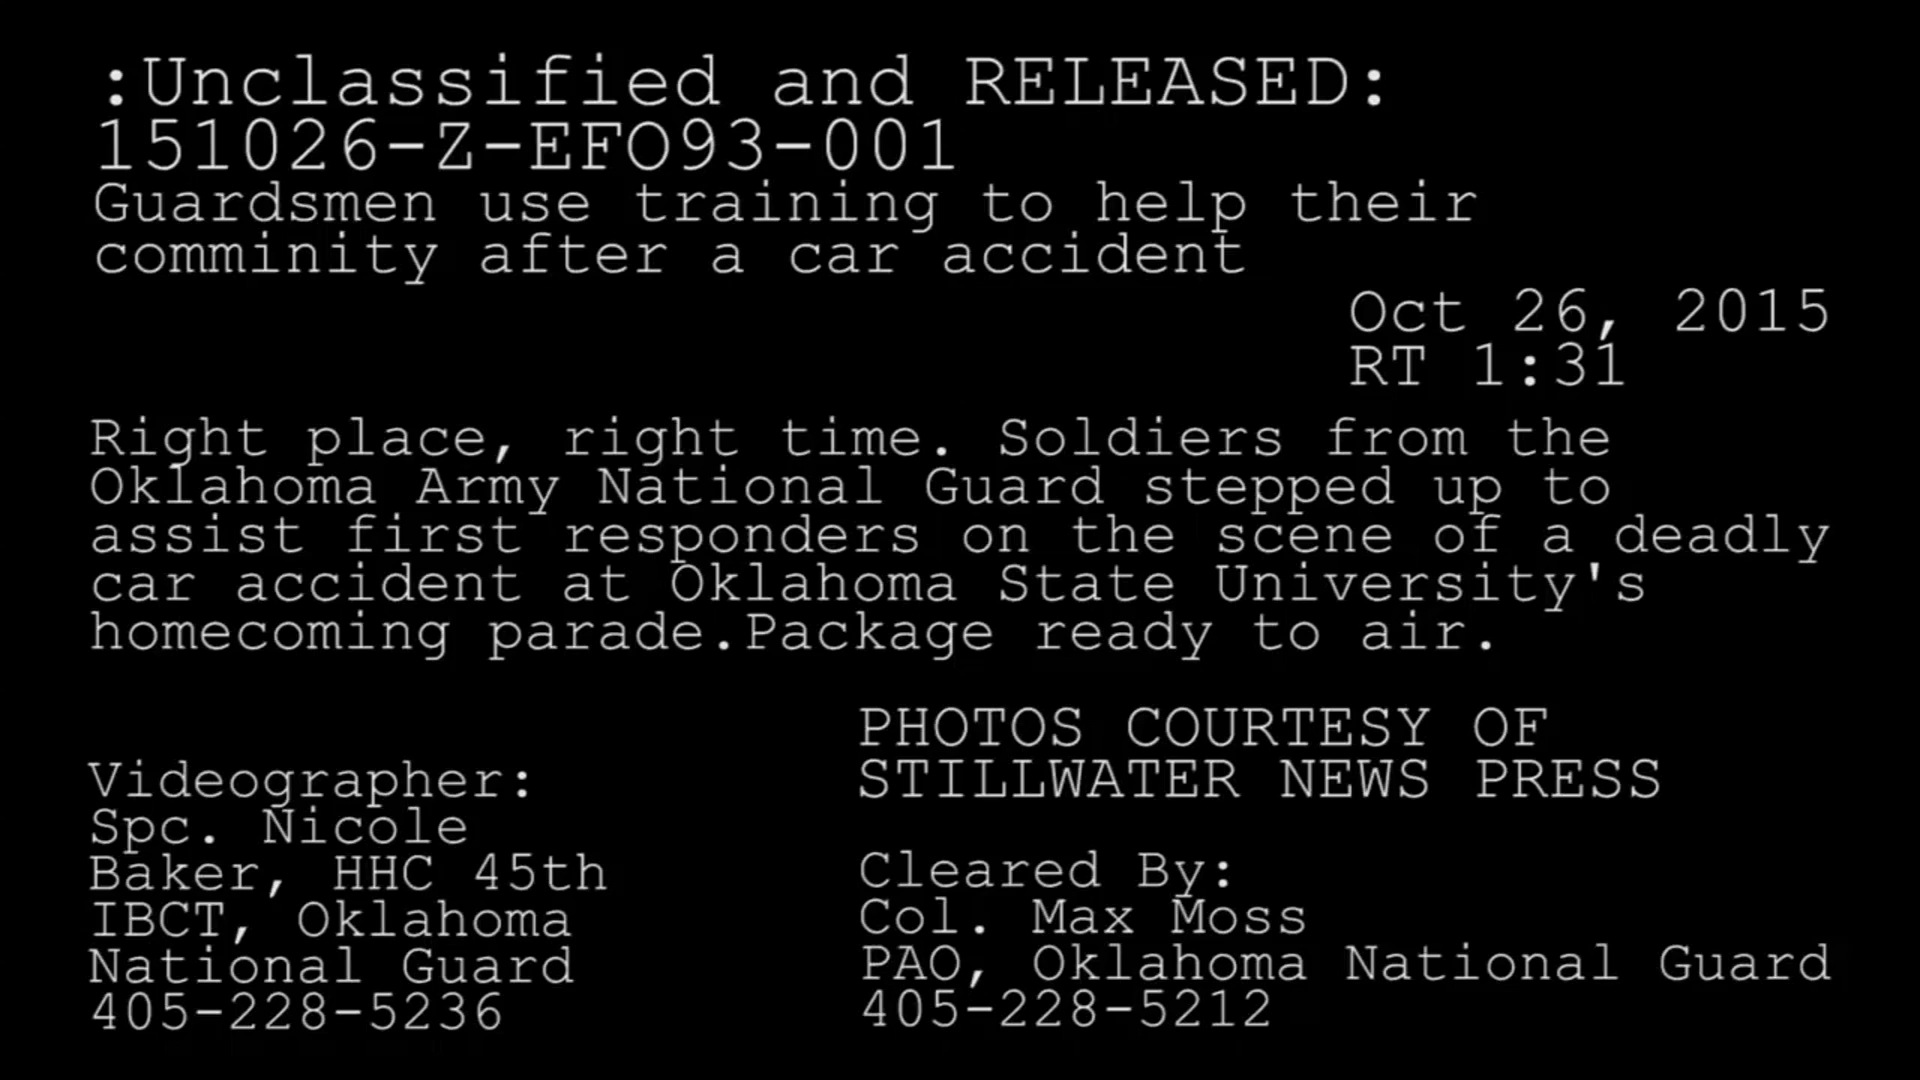 :Unclassified and RELEASED:
151026-Z-EFO93-001
Guardsmen use training to help their
comminity after a car accident
Oct 26, 2015
RT 1:31
Right place, right time. Soldiers from the
Oklahoma Army National Guard stepped up to
assist first responders on the scene of a deadly
car accident at Oklahoma State University's
homecoming parade.Package ready to air.
Videographer:
Spc. Nicole
Baker, HHC 45th
IBCT, Oklahoma
National Guard
405-228-5236
PHOTOS COURTESY OF
STILLWATER NEWS PRESS
Cleared By:
Col. Max Moss
PAO, Oklahoma National Guard
405-228-5212